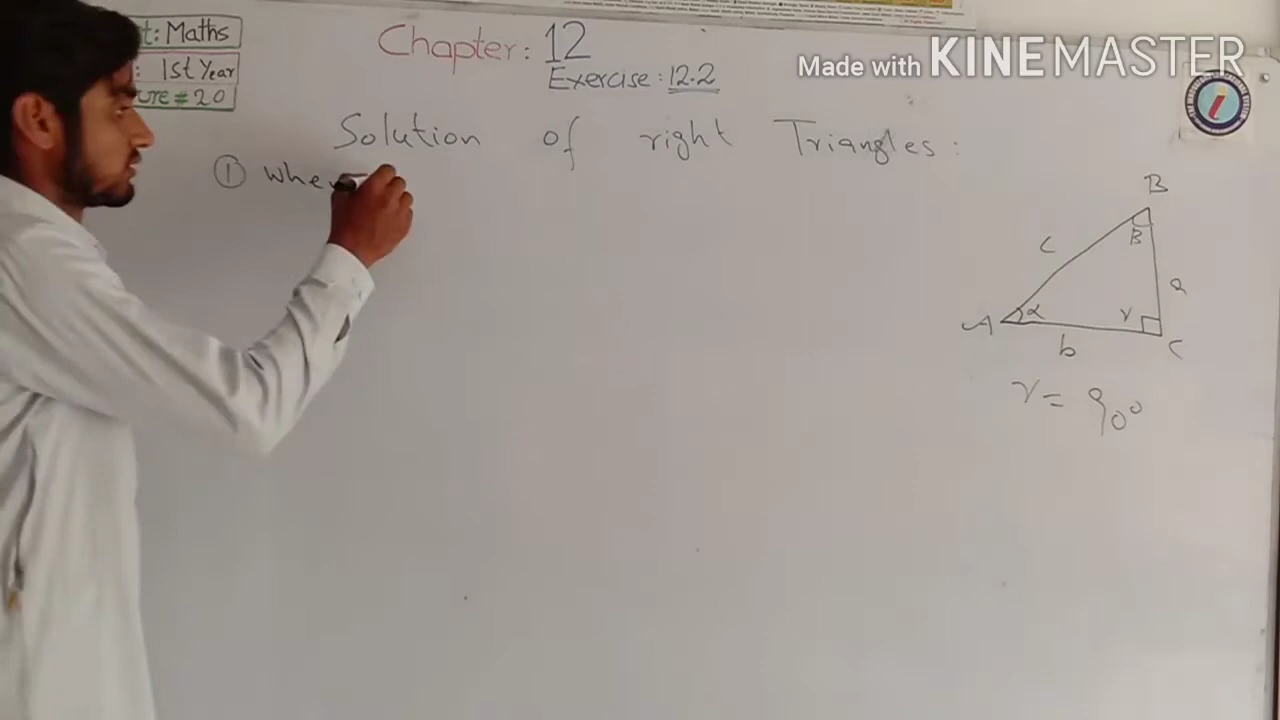 t: Maths
: 1st Year
ure # 20
Chapter: 12
Exercise: 12.2
Made with KINEMASTER
Solution of right Triangles:
① when
B
B
c
a
A
α
γ
b
C
γ = 90°